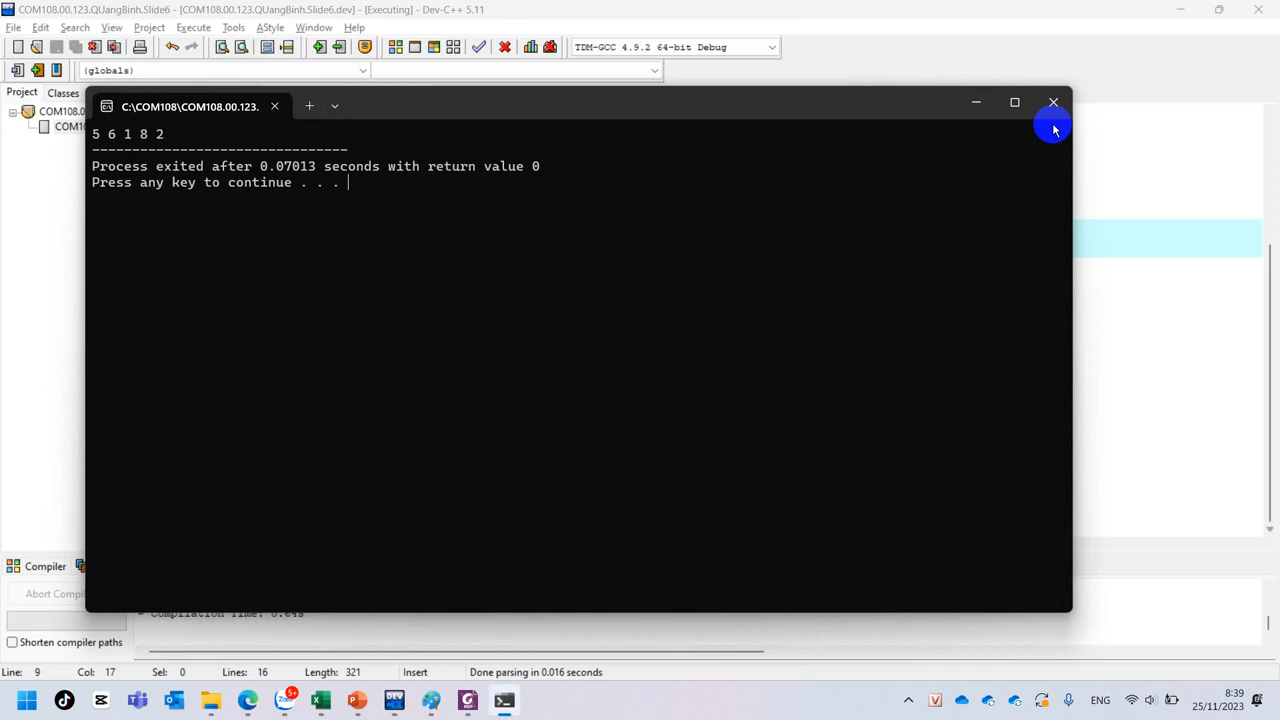 COM108.00.123.QUangBinh.Slide6 - [COM108.00.123.QUangBinh.Slide6.dev] - [Executing] - Dev-C++ 5.11
File Edit Search View Project Execute Tools AStyle Window Help
TDM-GCC 4.9.2 64-bit Debug
(globals)
Project Classes
COM108.0
COM10
C:\COM108\COM108.00.123.
5 6 1 8 2
--------------------------------
Process exited after 0.07013 seconds with return value 0
Press any key to continue . . .
Compiler
Abort Compil
- Compilation Time: 0.64s
Shorten compiler paths
Line: 9 Col: 17 Sel: 0 Lines: 16 Length: 321 Insert Done parsing in 0.016 seconds
5+
Zalo
DEV
PDF
ENG
8:39
25/11/2023